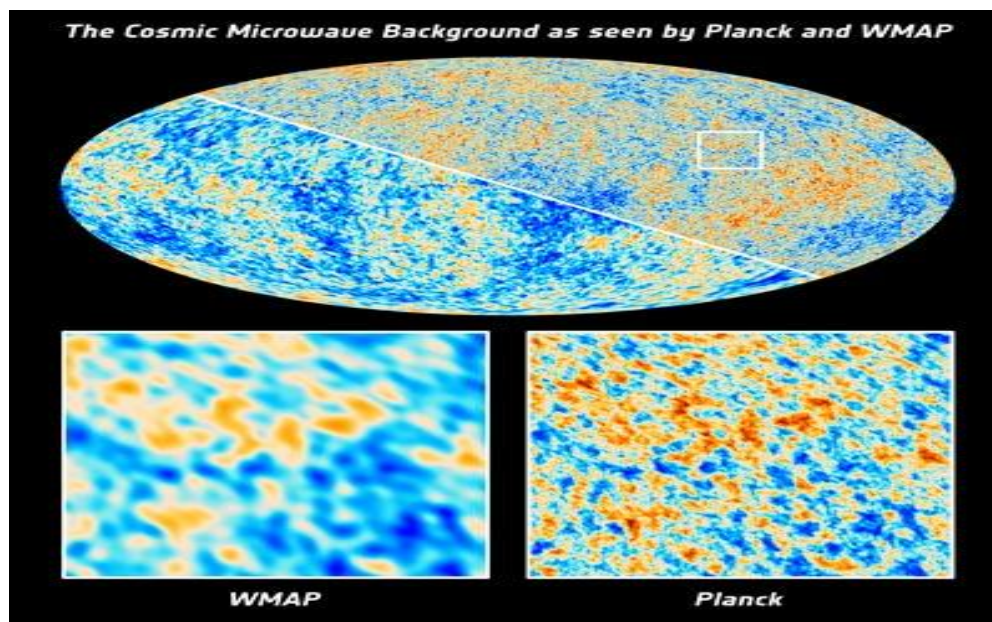 The Cosmic Microwave Background as seen by Planck and WMAP
WMAP
Planck